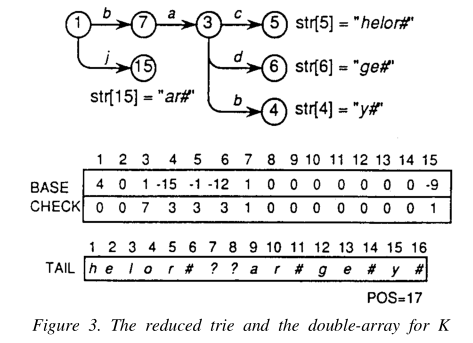 1 b 7 a 3 c 5 str[5] = "helor#"
j 15 d 6 str[6] = "ge#"
str[15] = "ar#" b 4 str[4] = "y#"
1 2 3 4 5 6 7 8 9 10 11 12 13 14 15
BASE 4 0 1 -15 -1 -12 1 0 0 0 0 0 0 0 -9
CHECK 0 0 7 3 3 3 1 0 0 0 0 0 0 0 1
1 2 3 4 5 6 7 8 9 10 11 12 13 14 15 16
TAIL h e l o r # ? ? a r # g e # y #
POS=17
Figure 3. The reduced trie and the double-array for K